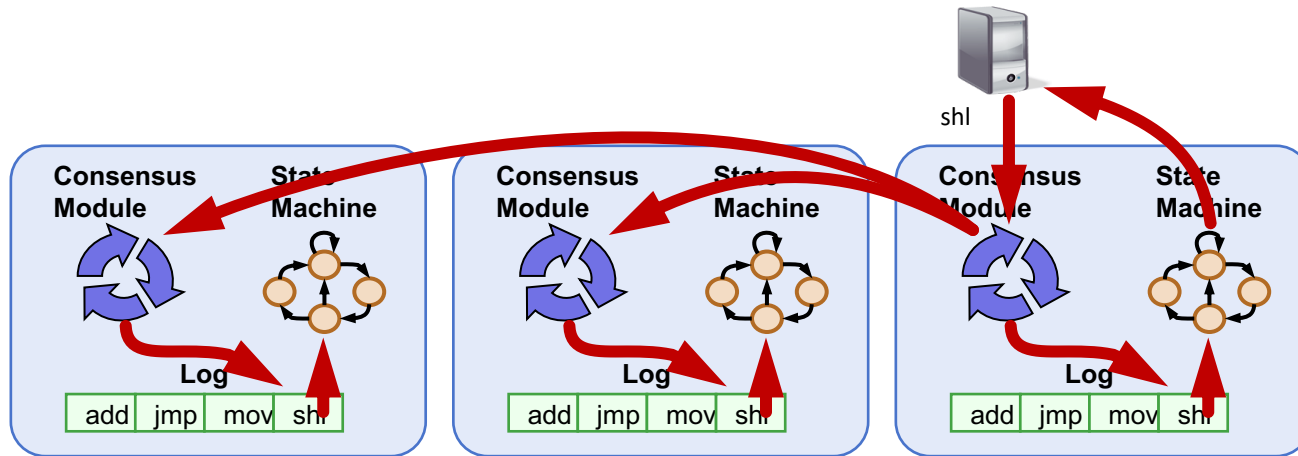 shl
Consensus
Module
State
Machine
Log
add jmp mov shl
Consensus
Module
State
Machine
Log
add jmp mov shl
Consensus
Module
State
Machine
Log
add jmp mov shl